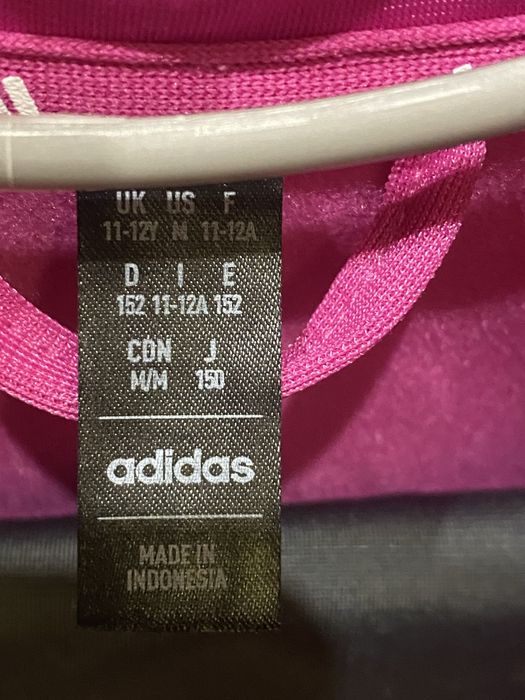 UK US F
11-12Y M 11-12A
D I E
152 11-12A 152
CDN J
M/M 150
adidas
MADE IN
INDONESIA